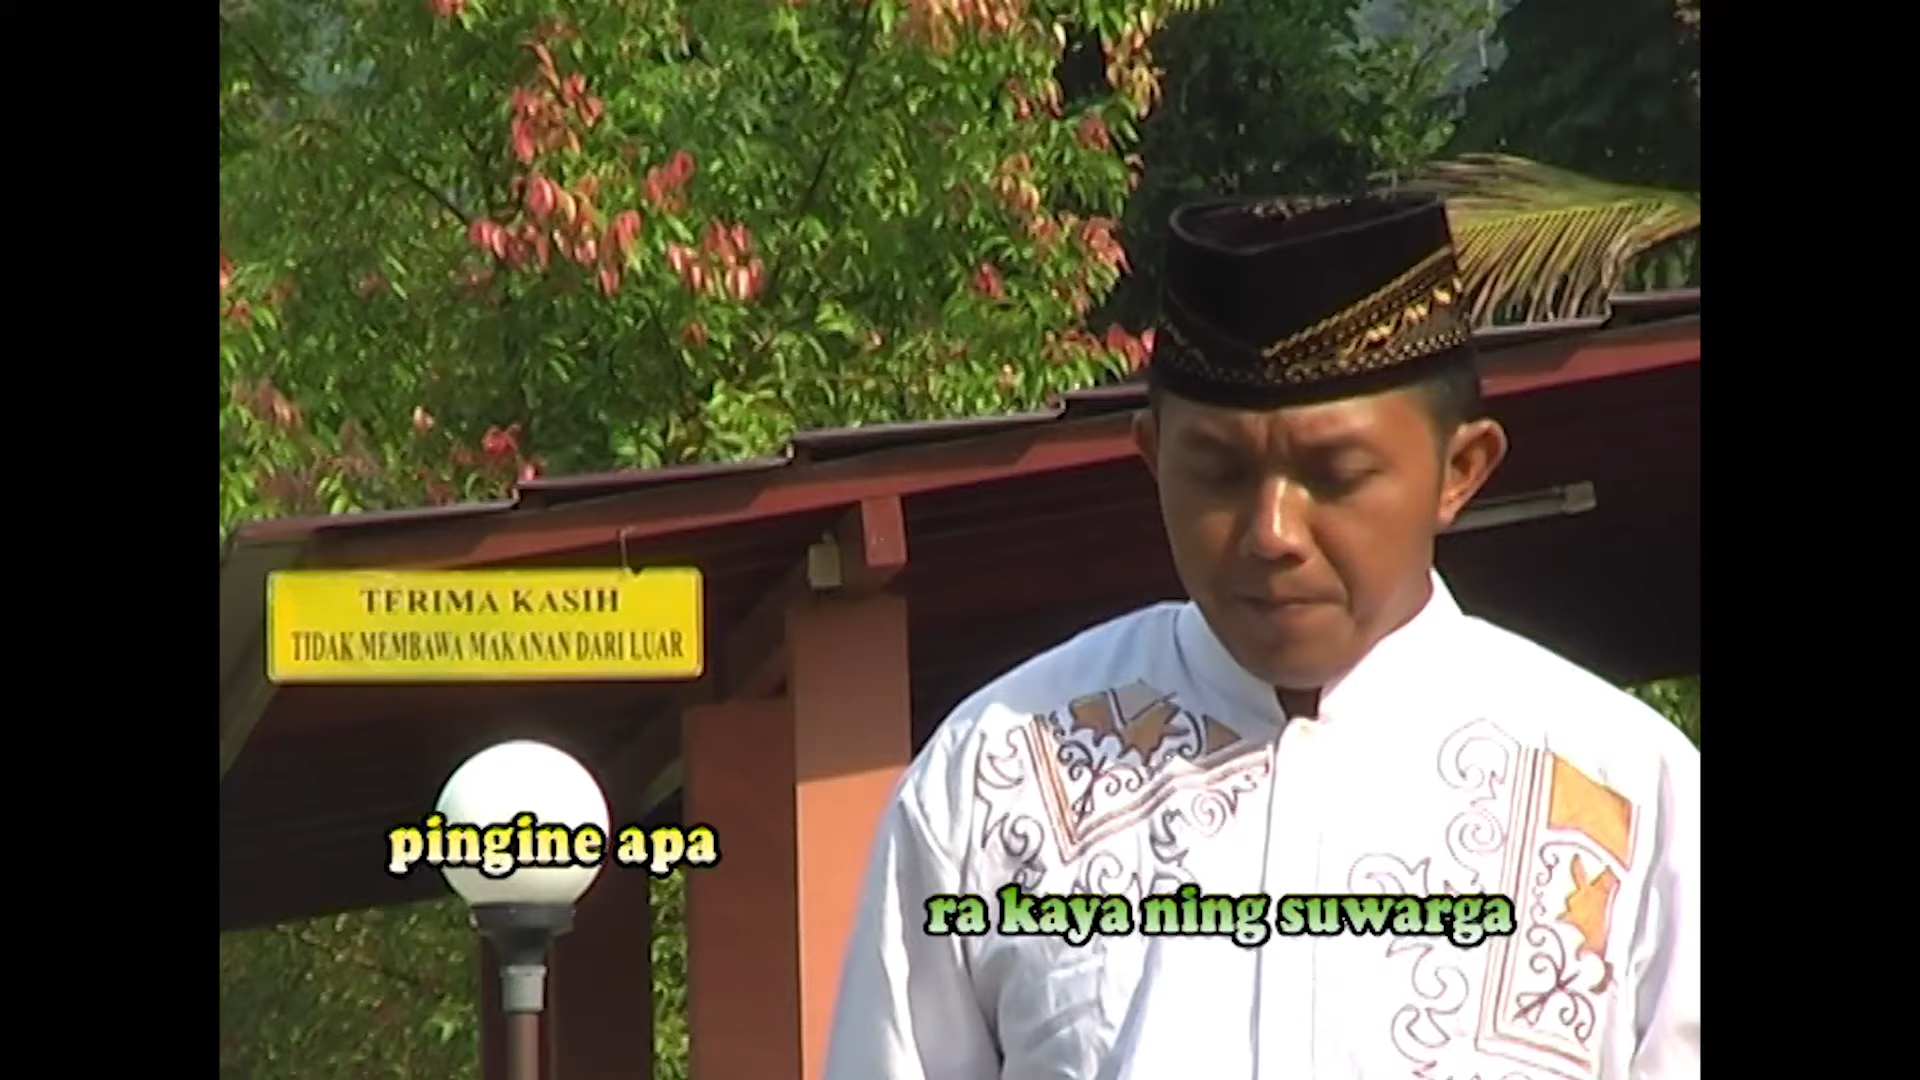 TERIMA KASIH
TIDAK MEMBAWA MAKANAN DARI LUAR
pingine apa
ra kaya ning suwarga